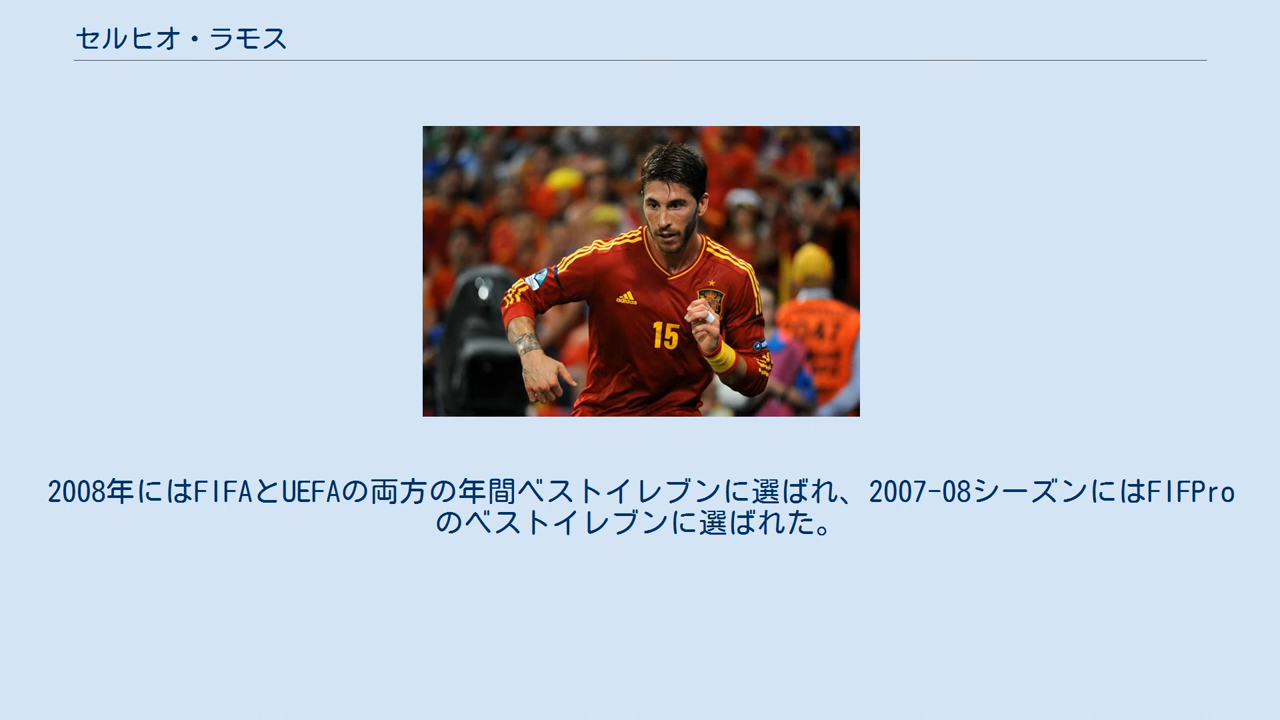 セルヒオ・ラモス
adidas
15
1047
2008年にはFIFAとUEFAの両方の年間ベストイレブンに選ばれ、2007-08シーズンにはFIFPro
のベストイレブンに選ばれた。